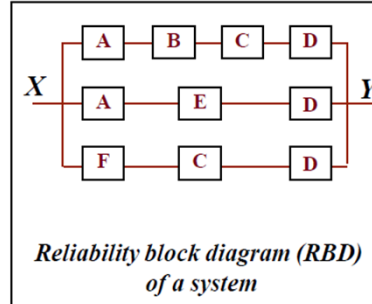 A B C D
X Y
A E D
F C D
Reliability block diagram (RBD)
of a system